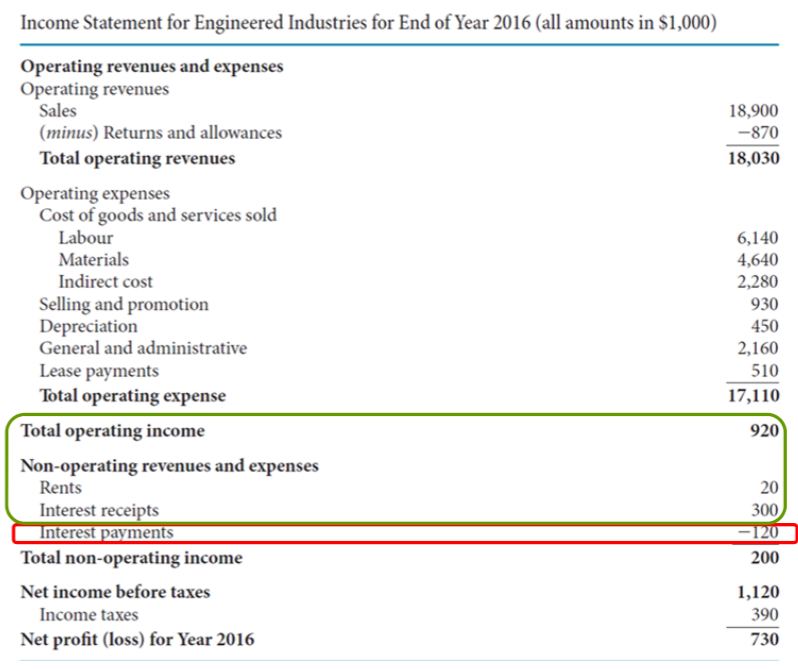 Income Statement for Engineered Industries for End of Year 2016 (all amounts in $1,000)
Operating revenues and expenses
Operating revenues
Sales 18,900
(minus) Returns and allowances −870
Total operating revenues 18,030
Operating expenses
Cost of goods and services sold
Labour 6,140
Materials 4,640
Indirect cost 2,280
Selling and promotion 930
Depreciation 450
General and administrative 2,160
Lease payments 510
Total operating expense 17,110
Total operating income 920
Non-operating revenues and expenses
Rents 20
Interest receipts 300
Interest payments −120
Total non-operating income 200
Net income before taxes 1,120
Income taxes 390
Net profit (loss) for Year 2016 730